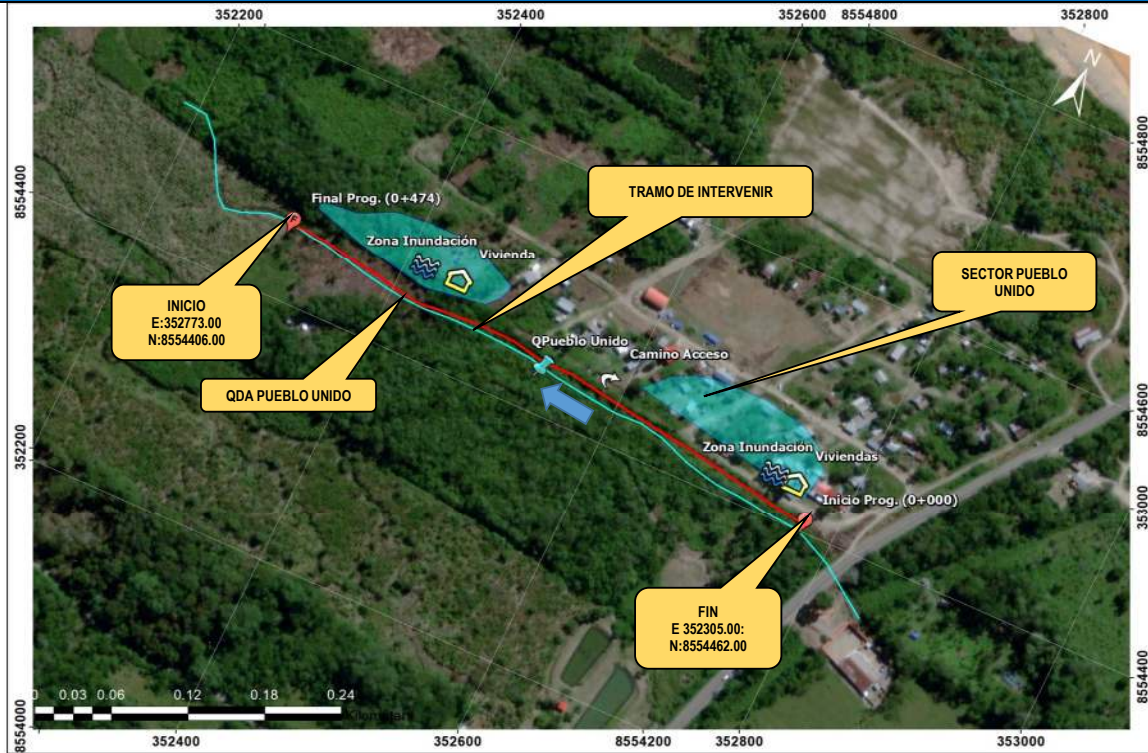 352200
352400
352600
8554800
352800
N
8554800
8554400
Final Prog. (0+474)
TRAMO DE INTERVENIR
Zona Inundación
Vivienda
SECTOR PUEBLO
UNIDO
INICIO
E:352773.00
N:8554406.00
F
QPueblo Unido
Camino Acceso
QDA PUEBLO UNIDO
8554600
352200
Zona Inundación
Viviendas
Inicio Prog. (0+000)
353000
FIN
E 352305.00:
N:8554462.00
8554400
0 0.03 0.06 0.12 0.18 0.24
8554000
352400
352600
8554200
352800
353000